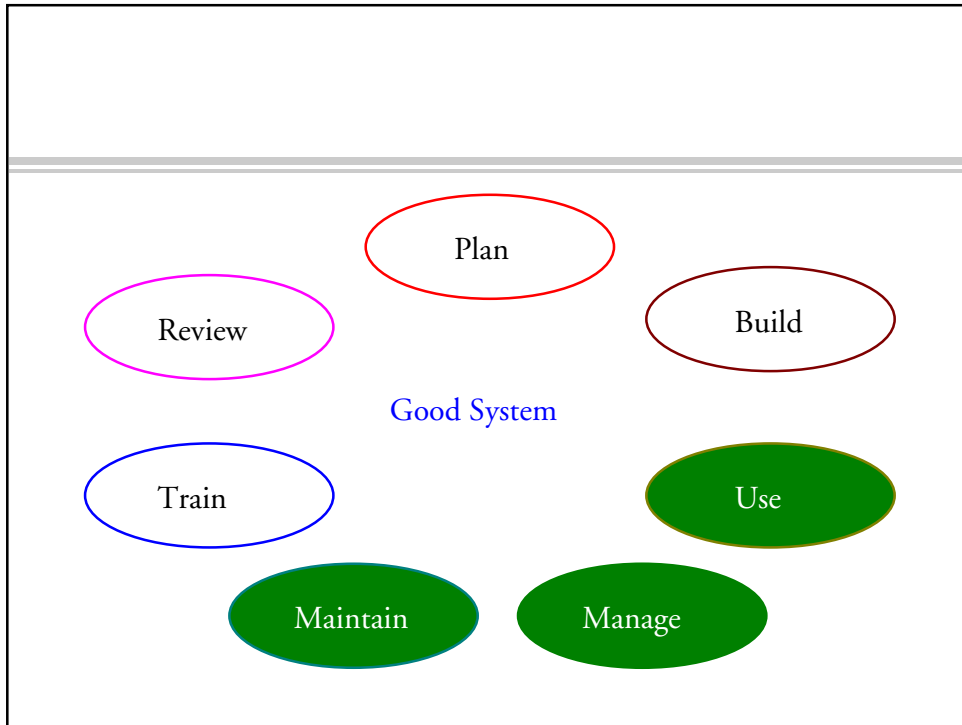 Plan
Review
Build
Good System
Train
Use
Maintain
Manage